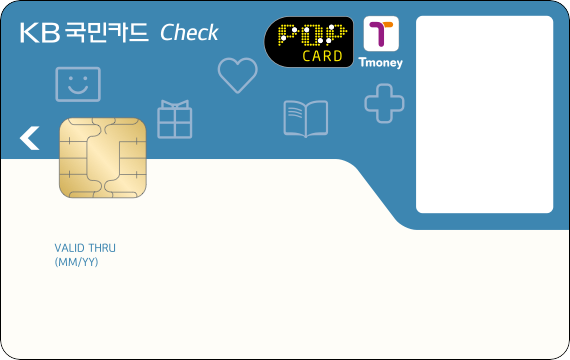 KB 국민카드 Check
POP
CARD
Tmoney
VALID THRU
(MM/YY)